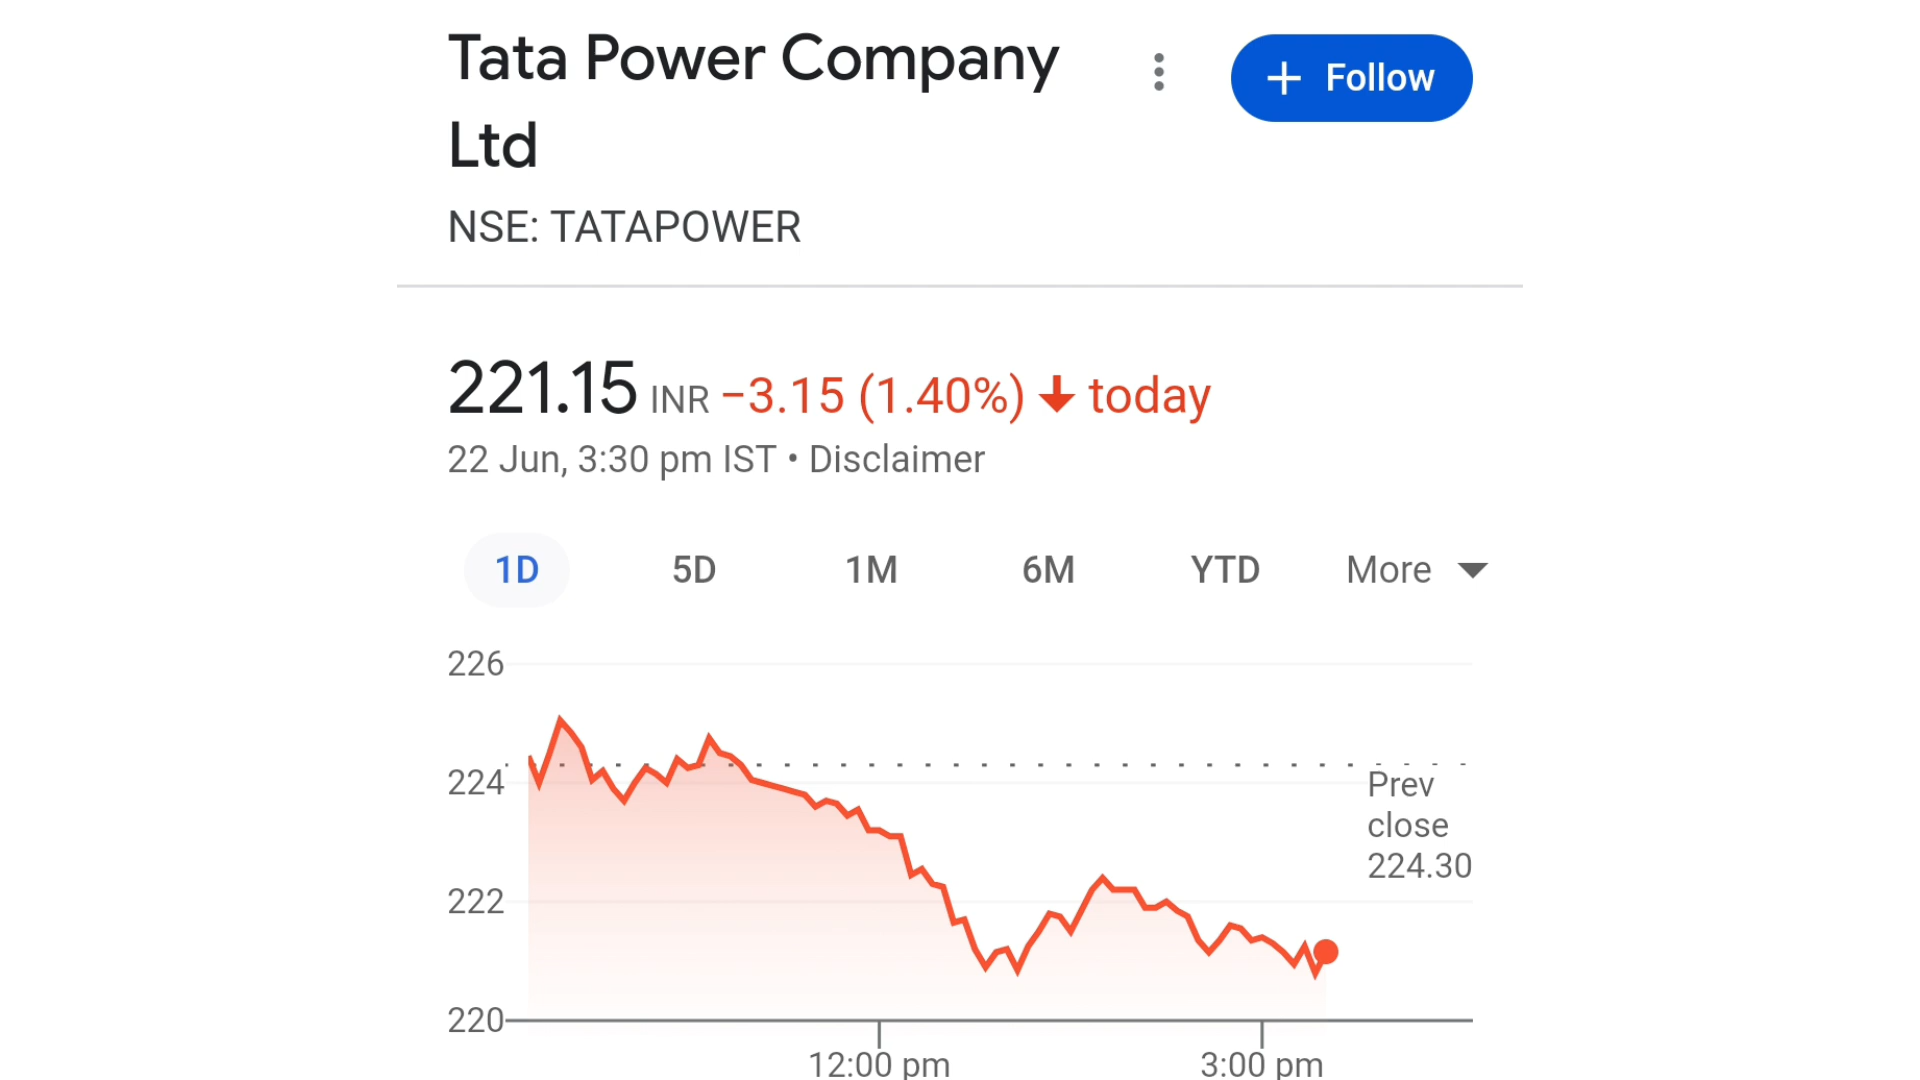 Tata Power Company
Ltd
+ Follow
NSE: TATAPOWER
221.15 INR −3.15 (1.40%) ↓ today
22 Jun, 3:30 pm IST • Disclaimer
1D 5D 1M 6M YTD More
226
224
222
220
Prev
close
224.30
12:00 pm 3:00 pm